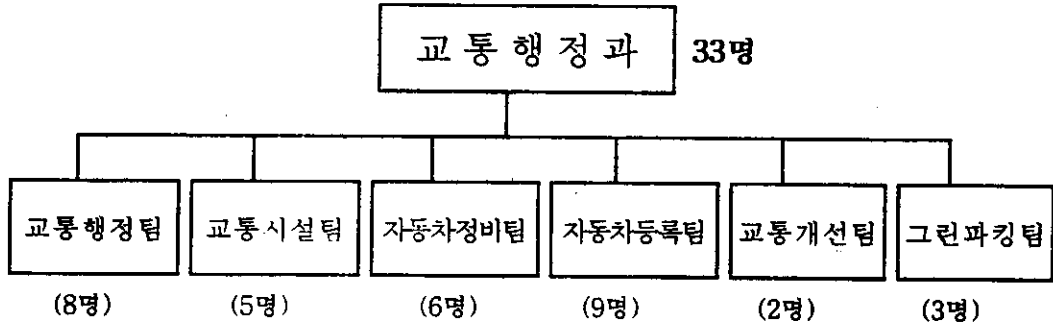 교통행정과 33명
교통행정팀 교통시설팀 자동차정비팀 자동차등록팀 교통개선팀 그린파킹팀
(8명) (5명) (6명) (9명) (2명) (3명)